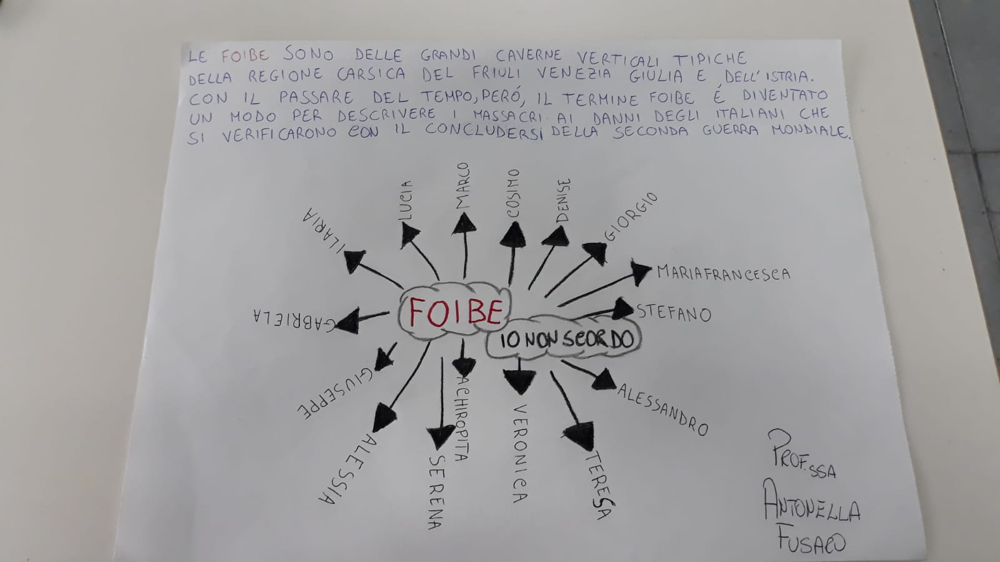 LE FOIBE SONO DELLE GRANDI CAVERNE VERTICALI TIPICHE
DELLA REGIONE CARSICA DEL FRIULI VENEZIA GIULIA E DELL'ISTRIA.
CON IL PASSARE DEL TEMPO, PERÓ, IL TERMINE FOIBE É DIVENTATO
UN MODO PER DESCRIVERE I MASSACRI AI DANNI DEGLI ITALIANI CHE
SI VERIFICARONO CON IL CONCLUDERSI DELLA SECONDA GUERRA MONDIALE.
ILARIA
LUCIA
MARCO
COSIMO
DENISE
GIORGIO
MARIAFRANCESCA
STEFANO
FOIBE
IO NON SCORDO
GABRIELA
GIUSEPPE
ALESSIA
SERENA
ACHIROPITA
VERONICA
TERESA
ALESSANDRO
PROF.SSA
ANTONELLA
FUSARO